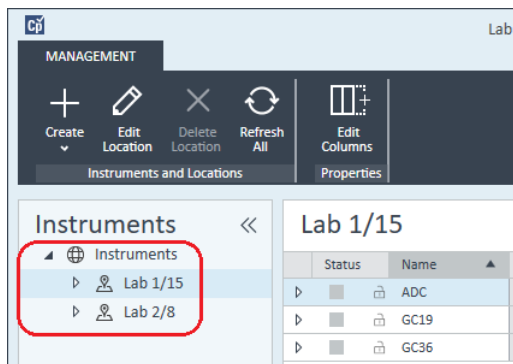 Cp
Lab
MANAGEMENT
Create
Edit
Location
Delete
Location
Refresh
All
Edit
Columns
Instruments and Locations
Properties
Instruments
Instruments
Lab 1/15
Lab 2/8
Lab 1/15
Status
Name
ADC
GC19
GC36